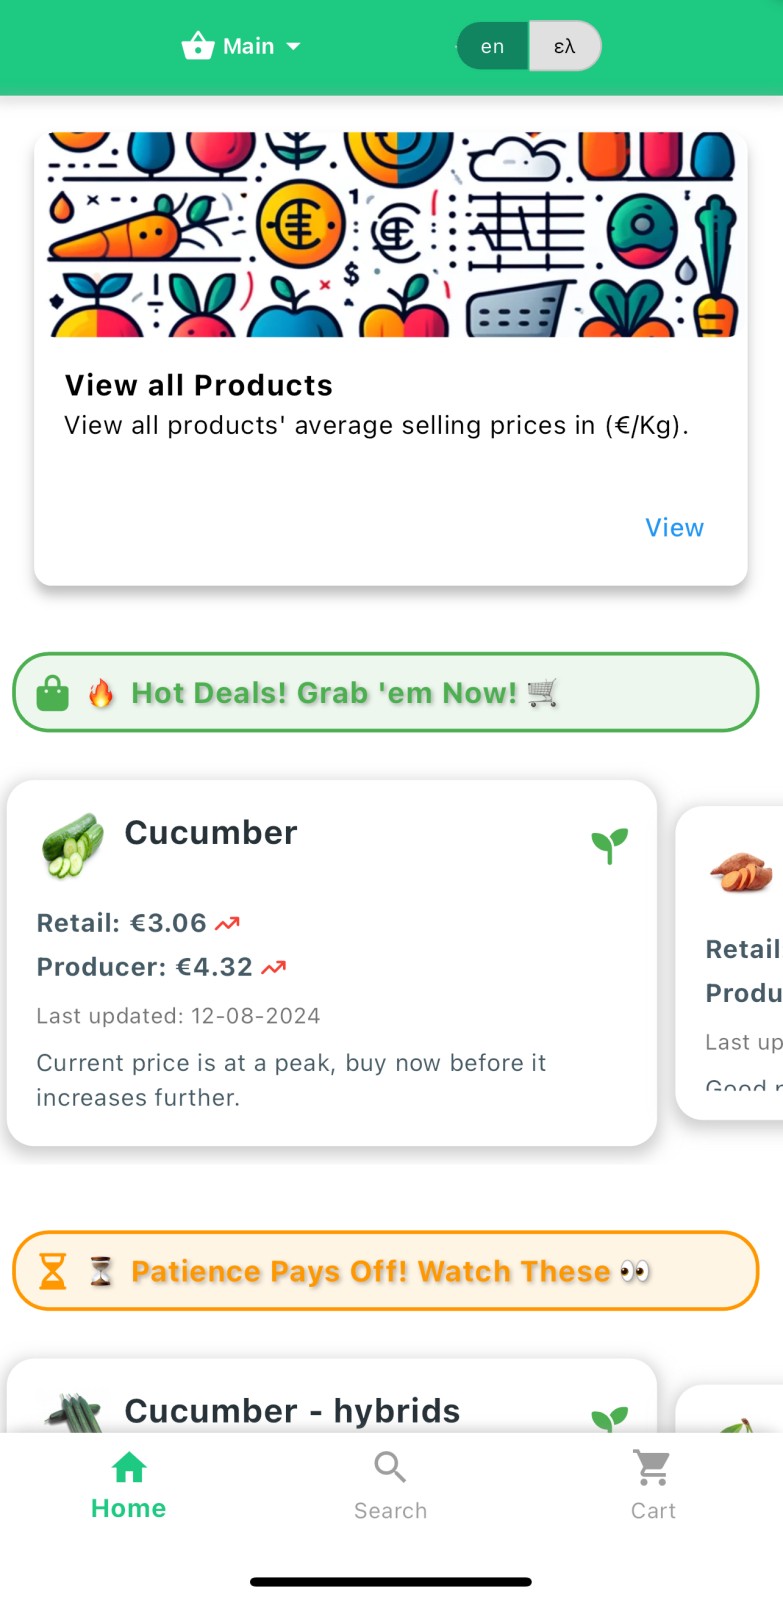 Main
en
ελ
View all Products
View all products' average selling prices in (€/Kg).
View
🔥 Hot Deals! Grab 'em Now! 🛒
Cucumber
Retail: €3.06
Producer: €4.32
Last updated: 12-08-2024
Current price is at a peak, buy now before it
increases further.
Retail
Produ
Last up
Good
⏳ Patience Pays Off! Watch These 👀
Cucumber - hybrids
Home
Search
Cart